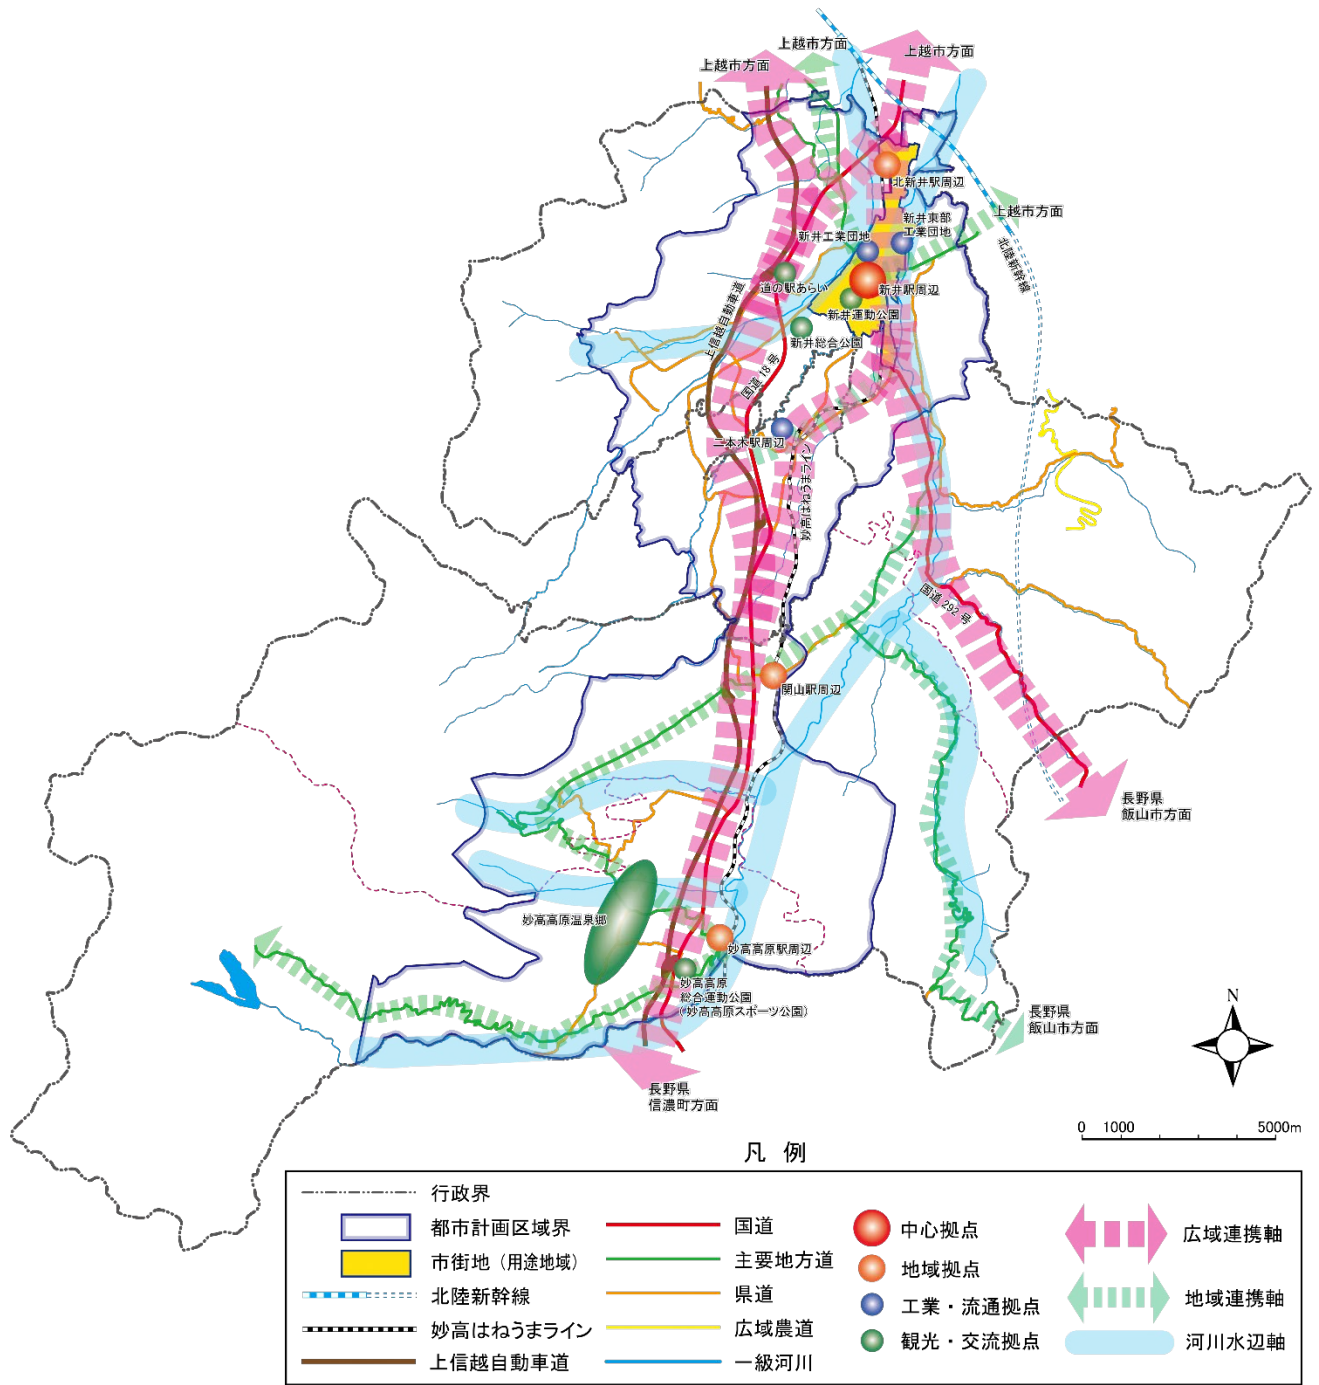 上越市方面
上越市方面
上越市方面
北新井駅周辺
新井東部
工業団地
上越市方面
新井工業団地
北陸新幹線
道の駅あらい
新井駅周辺
新井運動公園
上信越自動車道
新井総合公園
国道18号
二本木駅周辺
妙高はねうまライン
国道292号
関山駅周辺
長野県
飯山市方面
妙高高原温泉郷
妙高高原駅周辺
妙高高原
総合運動公園
(妙高高原スポーツ公園)
長野県
飯山市方面
長野県
信濃町方面
N
0 1000 5000m
凡 例
行政界
都市計画区域界
市街地（用途地域）
北陸新幹線
妙高はねうまライン
上信越自動車道
国道
主要地方道
県道
広域農道
一級河川
中心拠点
地域拠点
工業・流通拠点
観光・交流拠点
広域連携軸
地域連携軸
河川水辺軸